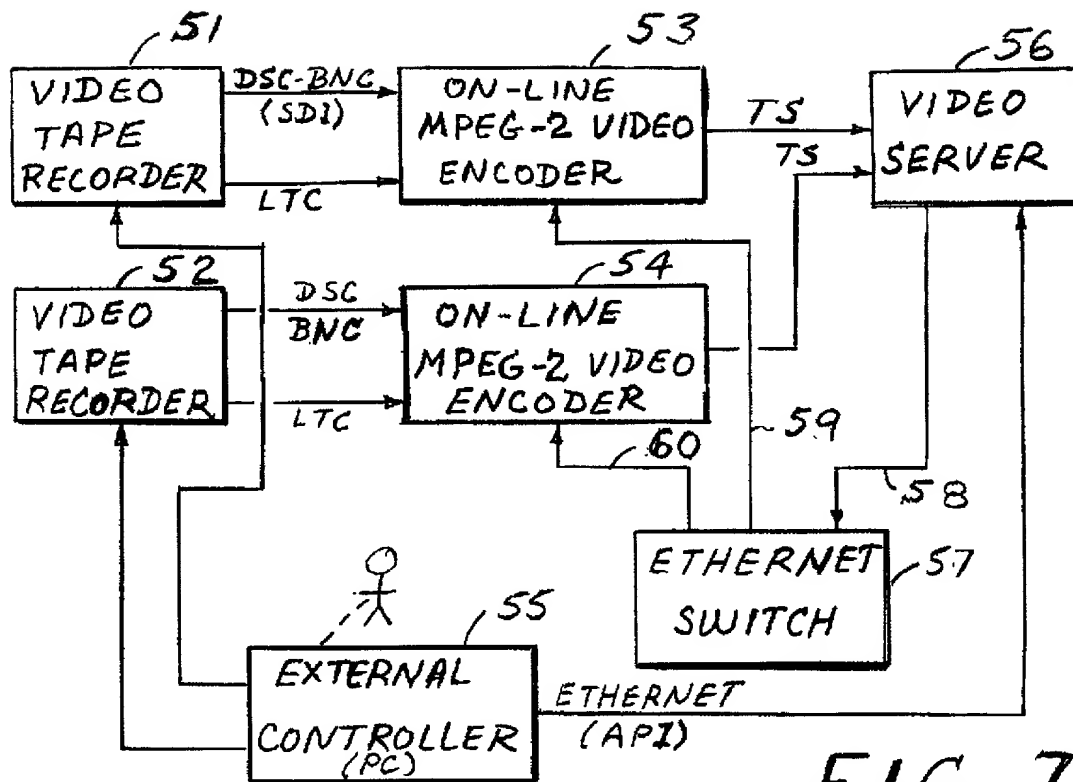 51
53
56
VIDEO
TAPE
RECORDER
DSC-BNC
(SDI)
LTC
ON-LINE
MPEG-2 VIDEO
ENCODER
TS
TS
VIDEO
SERVER
52
54
VIDEO
TAPE
RECORDER
DSC
BNC
LTC
ON-LINE
MPEG-2 VIDEO
ENCODER
60
59
58
ETHERNET
SWITCH
57
55
EXTERNAL
CONTROLLER
(PC)
ETHERNET
(API)
FIG. 7